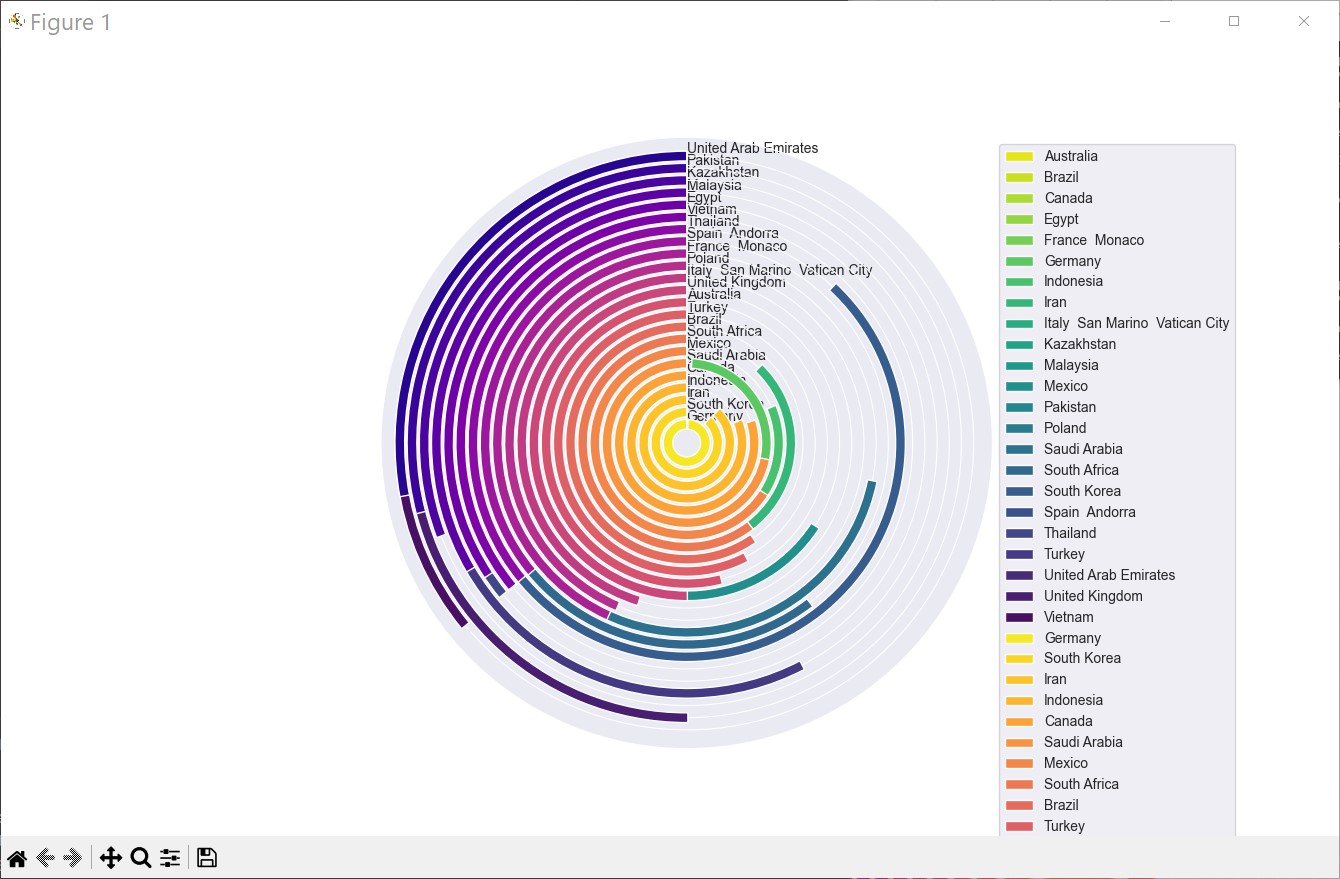 Figure 1
United Arab Emirates
Pakistan
Kazakhstan
Malaysia
Egypt
Vietnam
Thailand
Spain  Andorra
France  Monaco
Poland
Italy  San Marino  Vatican City
United Kingdom
Australia
Turkey
Brazil
South Africa
Mexico
Saudi Arabia
Canada
Indonesia
Iran
South Korea
Germany
Australia
Brazil
Canada
Egypt
France  Monaco
Germany
Indonesia
Iran
Italy  San Marino  Vatican City
Kazakhstan
Malaysia
Mexico
Pakistan
Poland
Saudi Arabia
South Africa
South Korea
Spain  Andorra
Thailand
Turkey
United Arab Emirates
United Kingdom
Vietnam
Germany
South Korea
Iran
Indonesia
Canada
Saudi Arabia
Mexico
South Africa
Brazil
Turkey